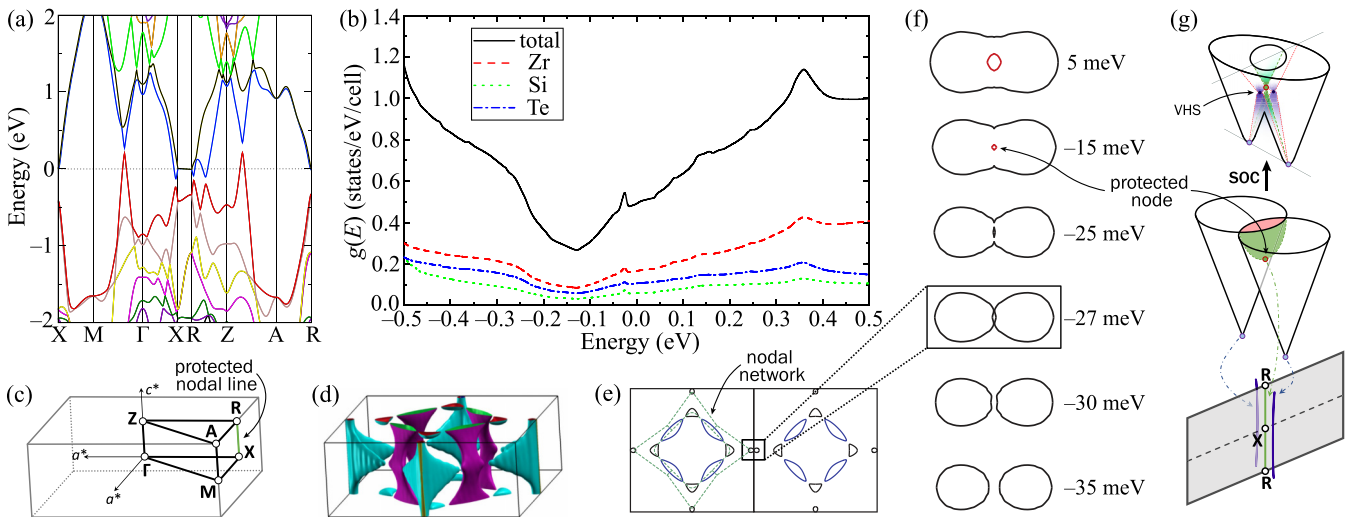 (a)
2
1
0
−1
−2
Energy (eV)
X M Γ X R Z A R
(b)
total
Zr
Si
Te
1.4
1.2
1.0
0.8
0.6
0.4
0.2
0.0
g(E) (states/eV/cell)
−0.5 −0.4 −0.3 −0.2 −0.1 0.0 0.1 0.2 0.3 0.4 0.5
Energy (eV)
(c)
protected
nodal line
c*
Z
R
A
a*
Γ
X
a*
M
(d)
(e)
nodal
network
(f)
5 meV
−15 meV
protected
node
−25 meV
−27 meV
−30 meV
−35 meV
(g)
VHS
SOC
R
X
R